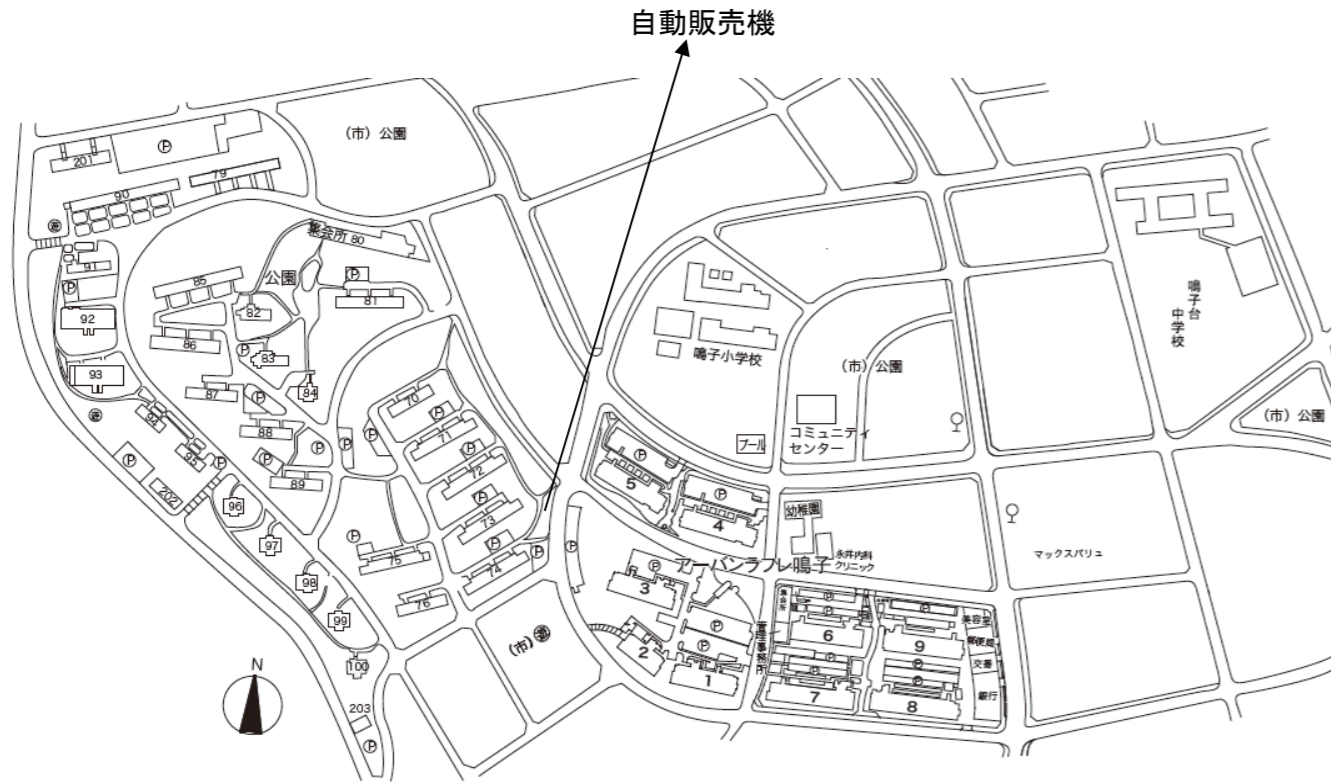 自動販売機
(市)公園
201
Ⓟ
79
90
遊
集会所 80
91
Ⓟ
公園
Ⓟ
85
81
92
82
86
Ⓟ
83
93
87
Ⓟ
84
遊
94
88
Ⓟ
Ⓟ
Ⓟ
95
Ⓟ
Ⓟ
89
Ⓟ
202
96
97
98
99
100
203
Ⓟ
70
71
72
73
Ⓟ
74
Ⓟ
Ⓟ
75
76
(市)
N
鳴子小学校
(市)公園
プール
コミュニティ
センター
鳴子台
中学校
(市)公園
Ⓟ
5
Ⓟ
4
幼稚園
永井内科
クリニック
マックスバリュ
アーバンラフレ鳴子
Ⓟ
Ⓟ
3
2
Ⓟ
Ⓟ
1
集会所
管理事務所
Ⓟ
Ⓟ
6
Ⓟ
7
Ⓟ
9
Ⓟ
Ⓟ
8
美容室
郵便局
交番
銀行